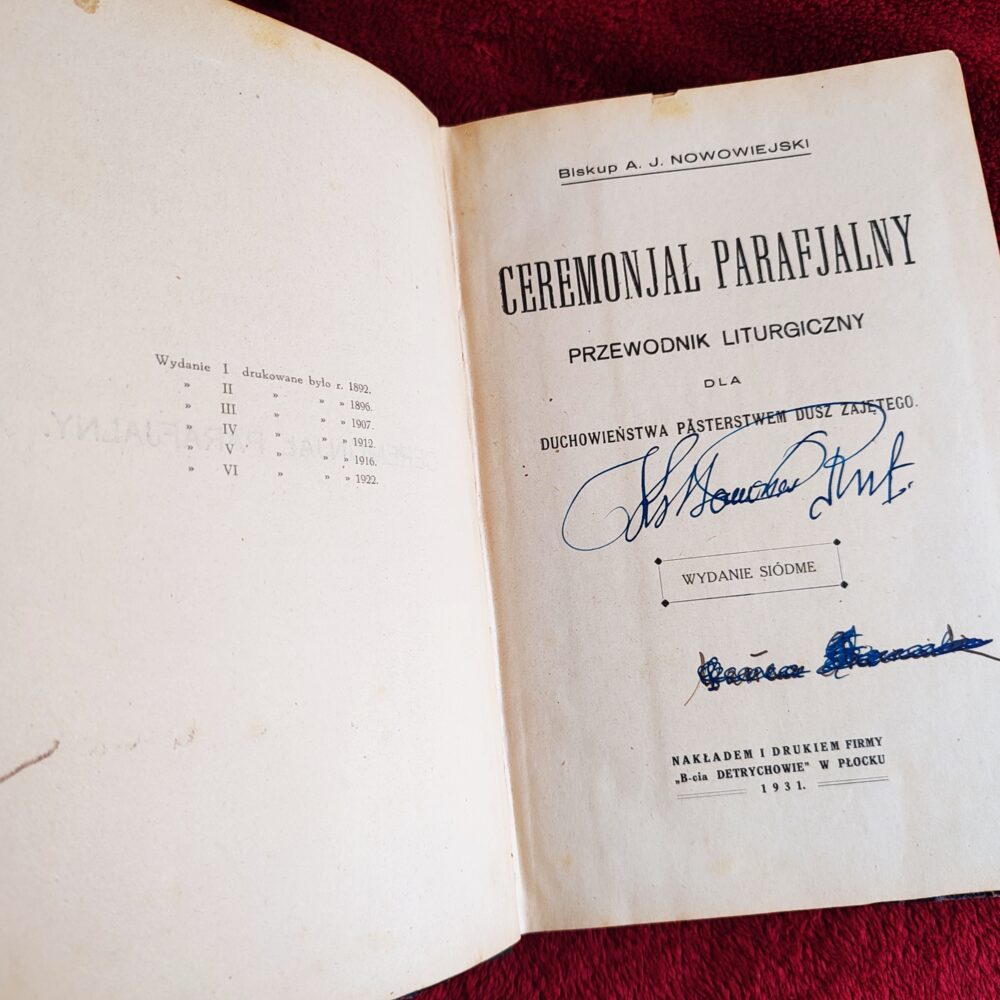 Wydanie I drukowane było r. 1892.
» II » » » 1896.
» III » » » 1907.
» IV » » » 1912.
» V » » » 1916.
» VI » » » 1922.
Biskup A. J. NOWOWIEJSKI
CEREMONJAŁ PARAFJALNY
PRZEWODNIK LITURGICZNY
DLA
DUCHOWIEŃSTWA PASTERSTWEM DUSZ ZAJĘTEGO.
WYDANIE SIÓDME
NAKŁADEM I DRUKIEM FIRMY
„B-cia DETRYCHOWIE" W PŁOCKU
1931.